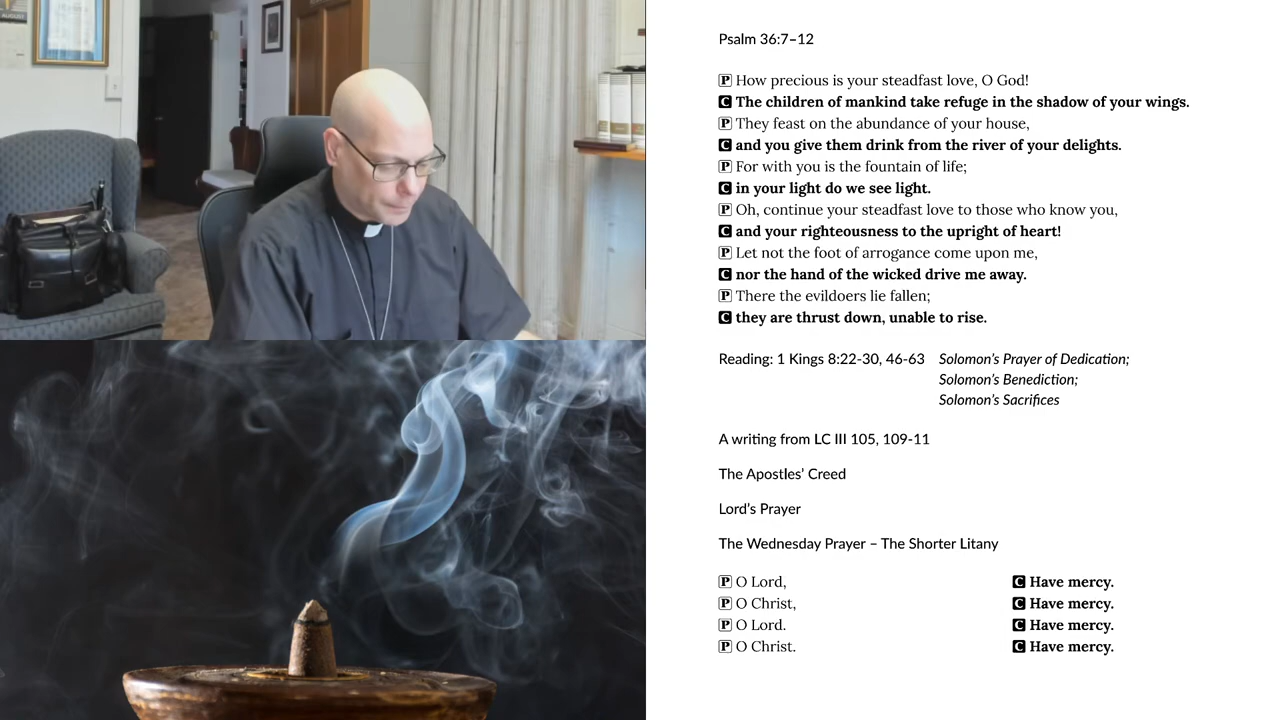 AUGUST
Psalm 36:7–12
P How precious is your steadfast love, O God!
C The children of mankind take refuge in the shadow of your wings.
P They feast on the abundance of your house,
C and you give them drink from the river of your delights.
P For with you is the fountain of life;
C in your light do we see light.
P Oh, continue your steadfast love to those who know you,
C and your righteousness to the upright of heart!
P Let not the foot of arrogance come upon me,
C nor the hand of the wicked drive me away.
P There the evildoers lie fallen;
C they are thrust down, unable to rise.
Reading: 1 Kings 8:22-30, 46-63 Solomon's Prayer of Dedication;
Solomon's Benediction;
Solomon's Sacrifices
A writing from LC III 105, 109-11
The Apostles' Creed
Lord's Prayer
The Wednesday Prayer – The Shorter Litany
P O Lord, C Have mercy.
P O Christ, C Have mercy.
P O Lord. C Have mercy.
P O Christ. C Have mercy.